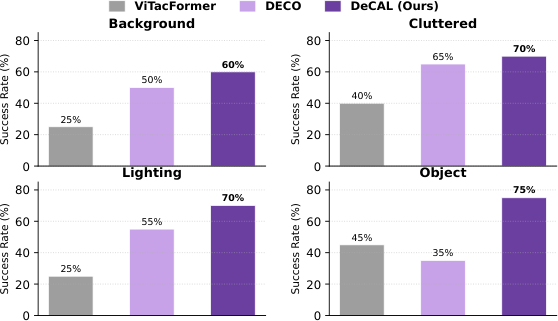 ViTacFormer DECO DeCAL (Ours)
Background Cluttered
Success Rate (%)
80
60
40
20
0
25% 50% 60%
Success Rate (%)
80
60
40
20
0
40% 65% 70%
Lighting Object
Success Rate (%)
80
60
40
20
0
25% 55% 70%
Success Rate (%)
80
60
40
20
0
45% 35% 75%